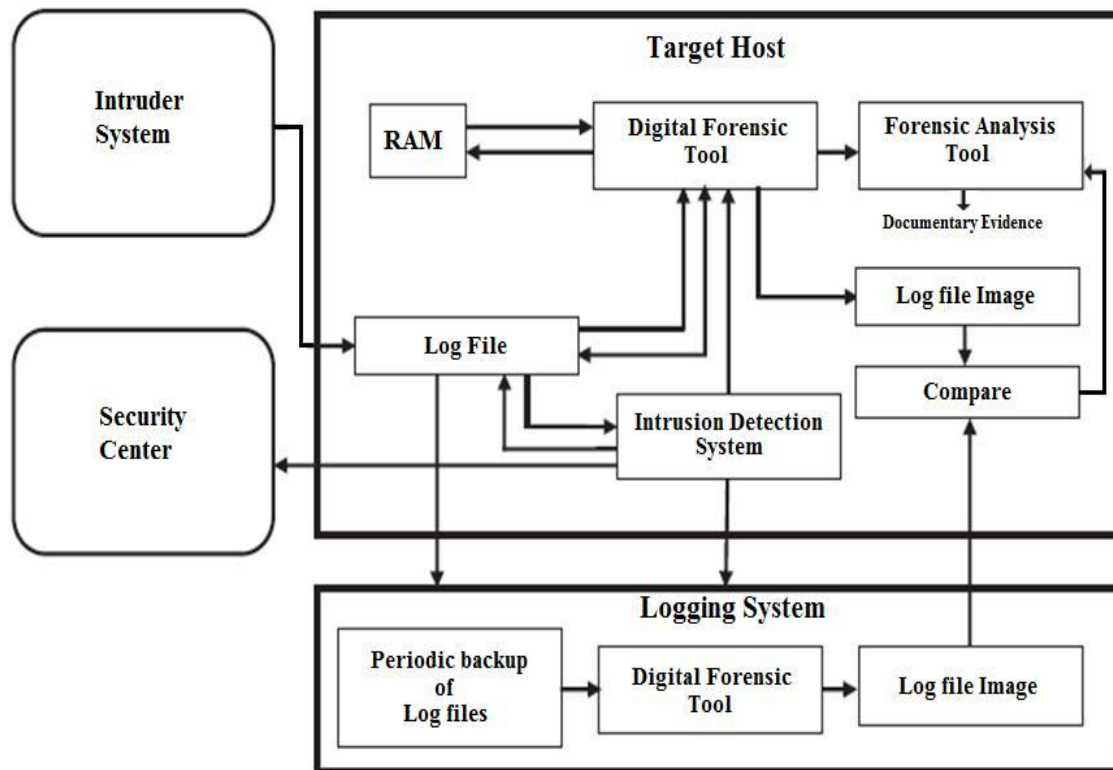 Target Host
Intruder
System
RAM
Digital Forensic
Tool
Forensic Analysis
Tool
Documentary Evidence
Log file Image
Log File
Compare
Security
Center
Intrusion Detection
System
Logging System
Periodic backup
of
Log files
Digital Forensic
Tool
Log file Image